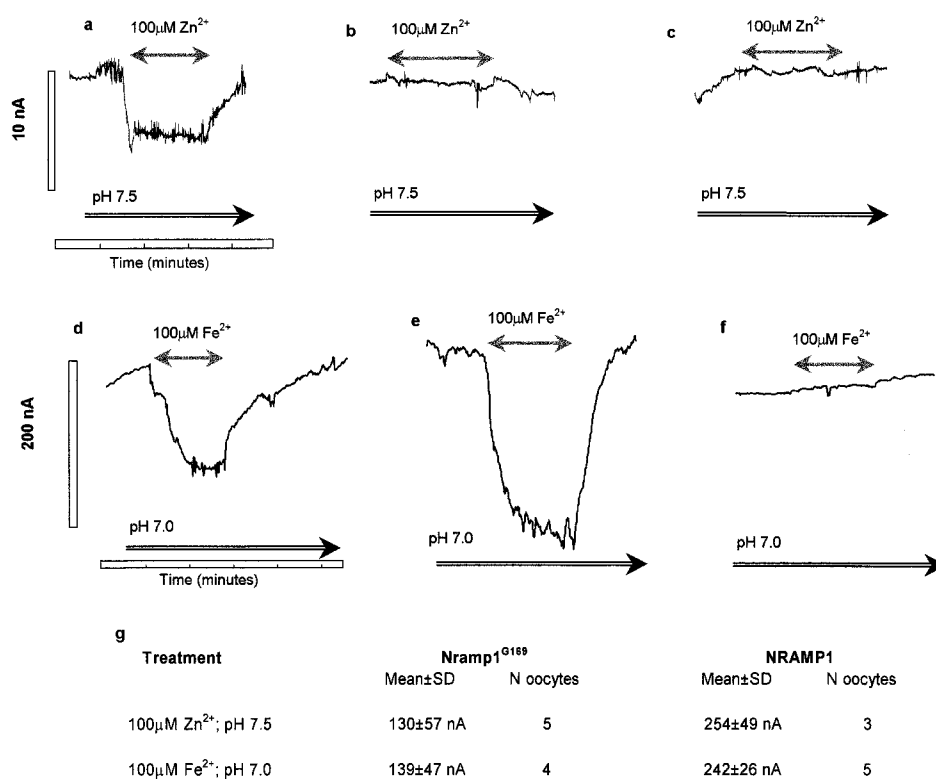 a
100μM Zn2+
b
100μM Zn2+
c
100μM Zn2+
10 nA
pH 7.5
pH 7.5
pH 7.5
Time (minutes)
d
100μM Fe2+
e
100μM Fe2+
f
100μM Fe2+
200 nA
pH 7.0
pH 7.0
pH 7.0
Time (minutes)
g
Treatment Nramp1G169 NRAMP1
Mean±SD N oocytes Mean±SD N oocytes
100μM Zn2+; pH 7.5 130±57 nA 5 254±49 nA 3
100μM Fe2+; pH 7.0 139±47 nA 4 242±26 nA 5